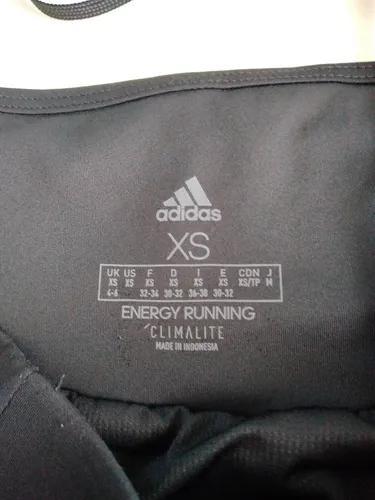 adidas
XS
UK US F D I E CDN J
XS XS XS XS XS XS XS/TP M
4-6 32-34 30-32 36-38 30-32
ENERGY RUNNING
CLIMALITE
MADE IN INDONESIA